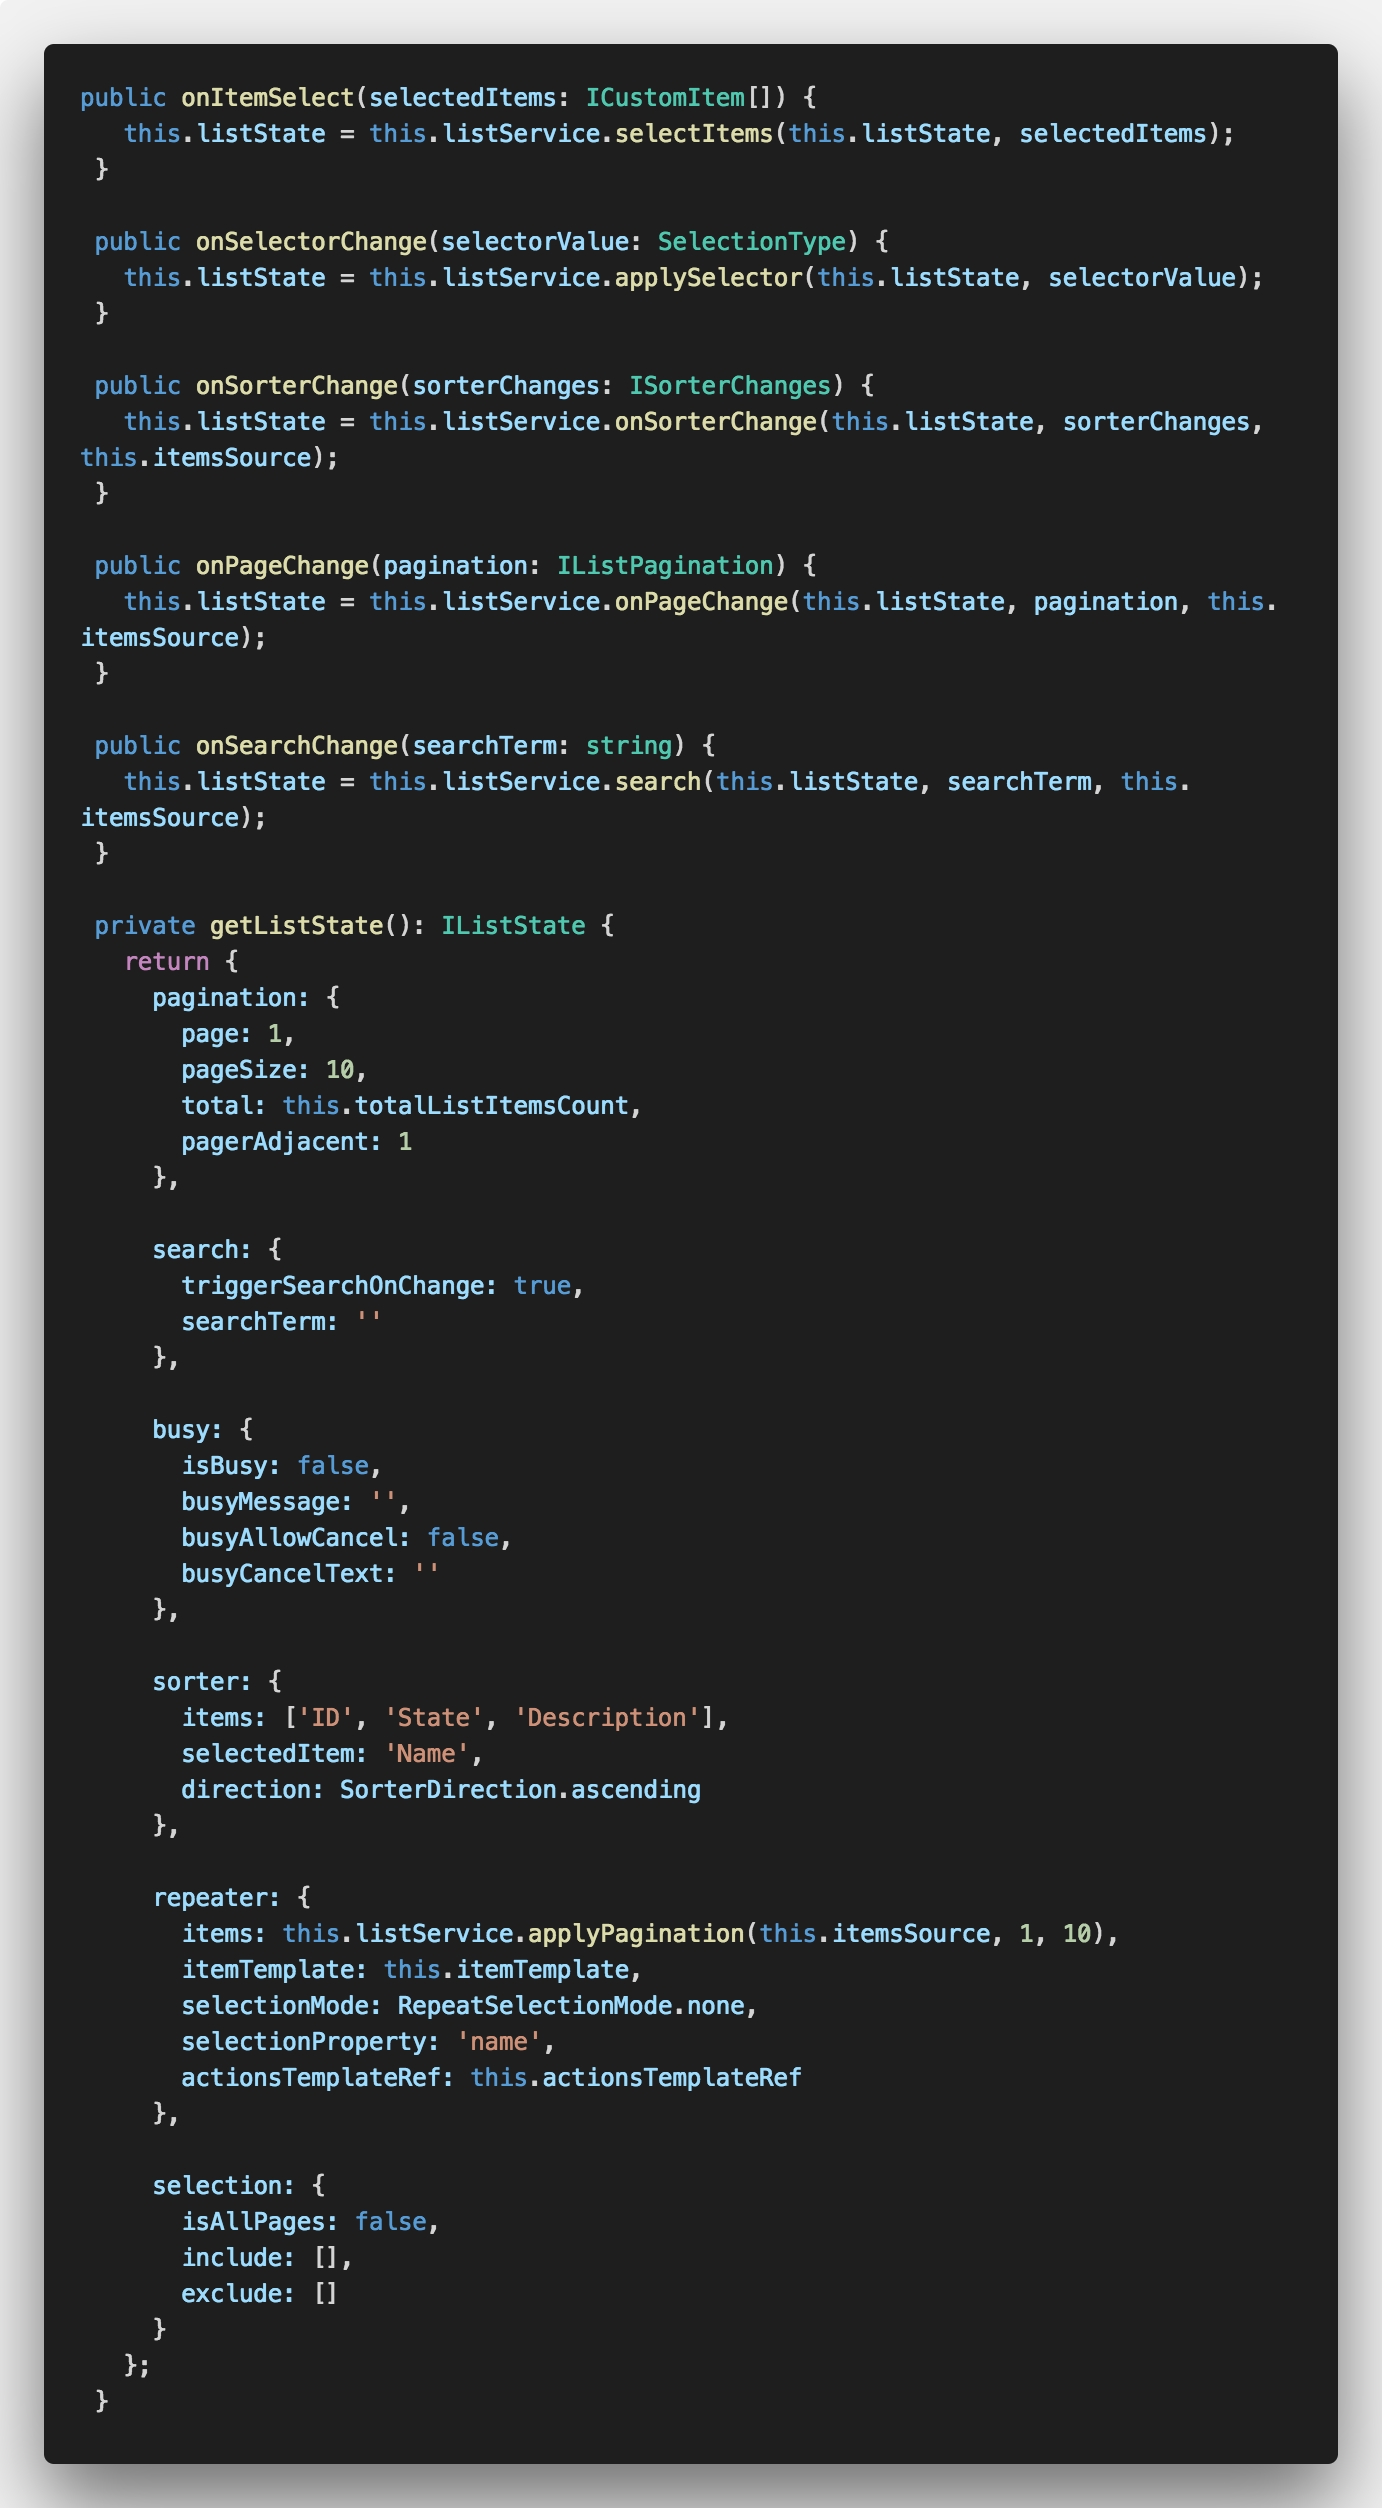 public onItemSelect(selectedItems: ICustomItem[]) {
   this.listState = this.listService.selectItems(this.listState, selectedItems);
 }

 public onSelectorChange(selectorValue: SelectionType) {
   this.listState = this.listService.applySelector(this.listState, selectorValue);
 }

 public onSorterChange(sorterChanges: ISorterChanges) {
   this.listState = this.listService.onSorterChange(this.listState, sorterChanges,
this.itemsSource);
 }

 public onPageChange(pagination: IListPagination) {
   this.listState = this.listService.onPageChange(this.listState, pagination, this.
itemsSource);
 }

 public onSearchChange(searchTerm: string) {
   this.listState = this.listService.search(this.listState, searchTerm, this.
itemsSource);
 }

 private getListState(): IListState {
   return {
     pagination: {
       page: 1,
       pageSize: 10,
       total: this.totalListItemsCount,
       pagerAdjacent: 1
     },

     search: {
       triggerSearchOnChange: true,
       searchTerm: ''
     },

     busy: {
       isBusy: false,
       busyMessage: '',
       busyAllowCancel: false,
       busyCancelText: ''
     },

     sorter: {
       items: ['ID', 'State', 'Description'],
       selectedItem: 'Name',
       direction: SorterDirection.ascending
     },

     repeater: {
       items: this.listService.applyPagination(this.itemsSource, 1, 10),
       itemTemplate: this.itemTemplate,
       selectionMode: RepeatSelectionMode.none,
       selectionProperty: 'name',
       actionsTemplateRef: this.actionsTemplateRef
     },

     selection: {
       isAllPages: false,
       include: [],
       exclude: []
     }
   };
 }